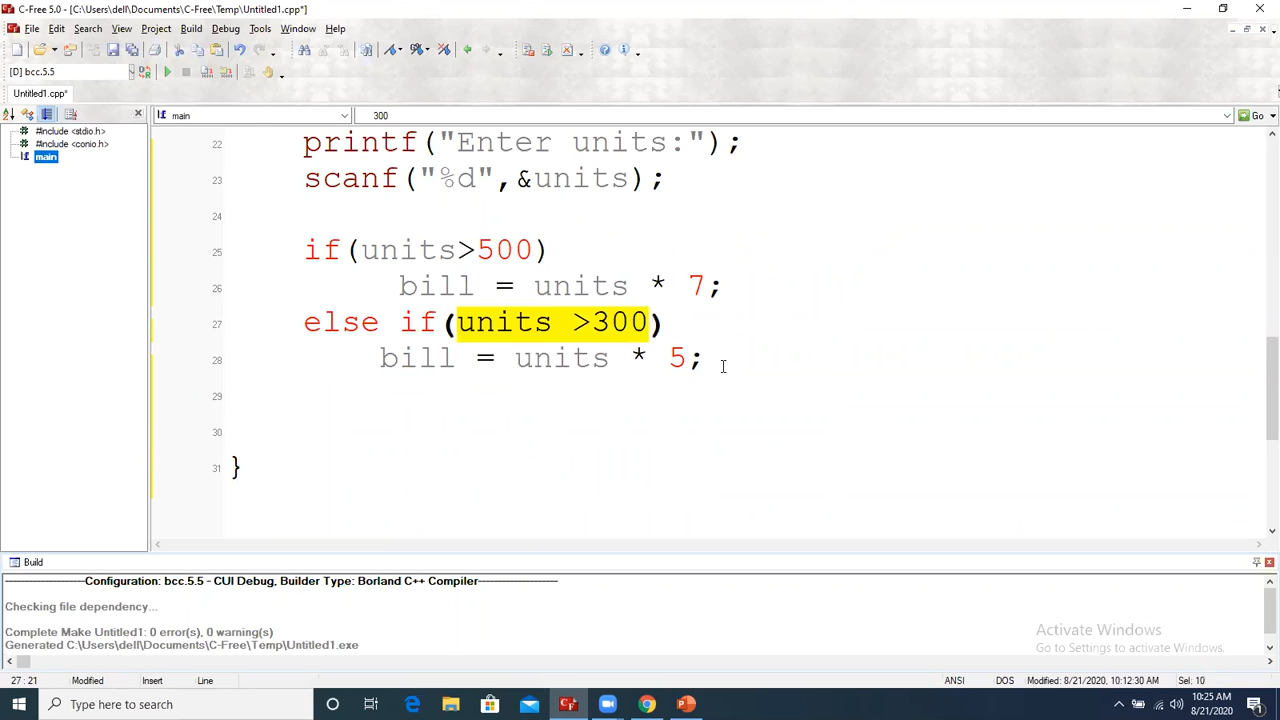 C-Free 5.0 - [C:\Users\dell\Documents\C-Free\Temp\Untitled1.cpp*]
File Edit Search View Project Build Debug Tools Window Help
[D] bcc.5.5
Untitled1.cpp*
main 300 Go
#include <stdio.h>
#include <conio.h>
main
22 printf("Enter units:");
23 scanf("%d",&units);
24
25 if(units>500)
26 bill = units * 7;
27 else if(units >300)
28 bill = units * 5;
29
30
31 }
Build
--------------------Configuration: bcc.5.5 - CUI Debug, Builder Type: Borland C++ Compiler--------------------
Checking file dependency...
Complete Make Untitled1: 0 error(s), 0 warning(s)
Generated C:\Users\dell\Documents\C-Free\Temp\Untitled1.exe
Activate Windows
Go to Settings to activate Windows.
27 : 21 Modified Insert Line ANSI DOS Modified: 8/21/2020, 10:12:30 AM Sel: 10
Type here to search
10:25 AM
8/21/2020